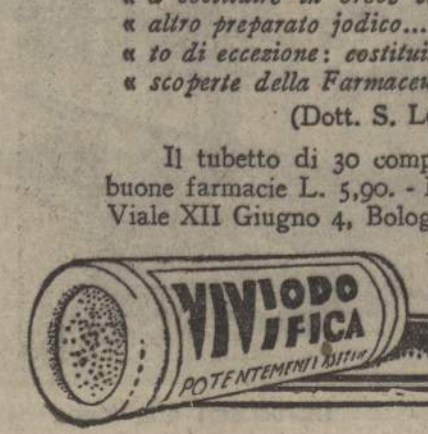 « altro preparato jodico...
« to di eccezione: costitui
« scoperte della Farmaceu
(Dott. S. L
Il tubetto di 30 comp
buone farmacie L. 5,90. -
Viale XII Giugno 4, Bolog
VIVIODO
VIVIFICA
POTENTEMENTE